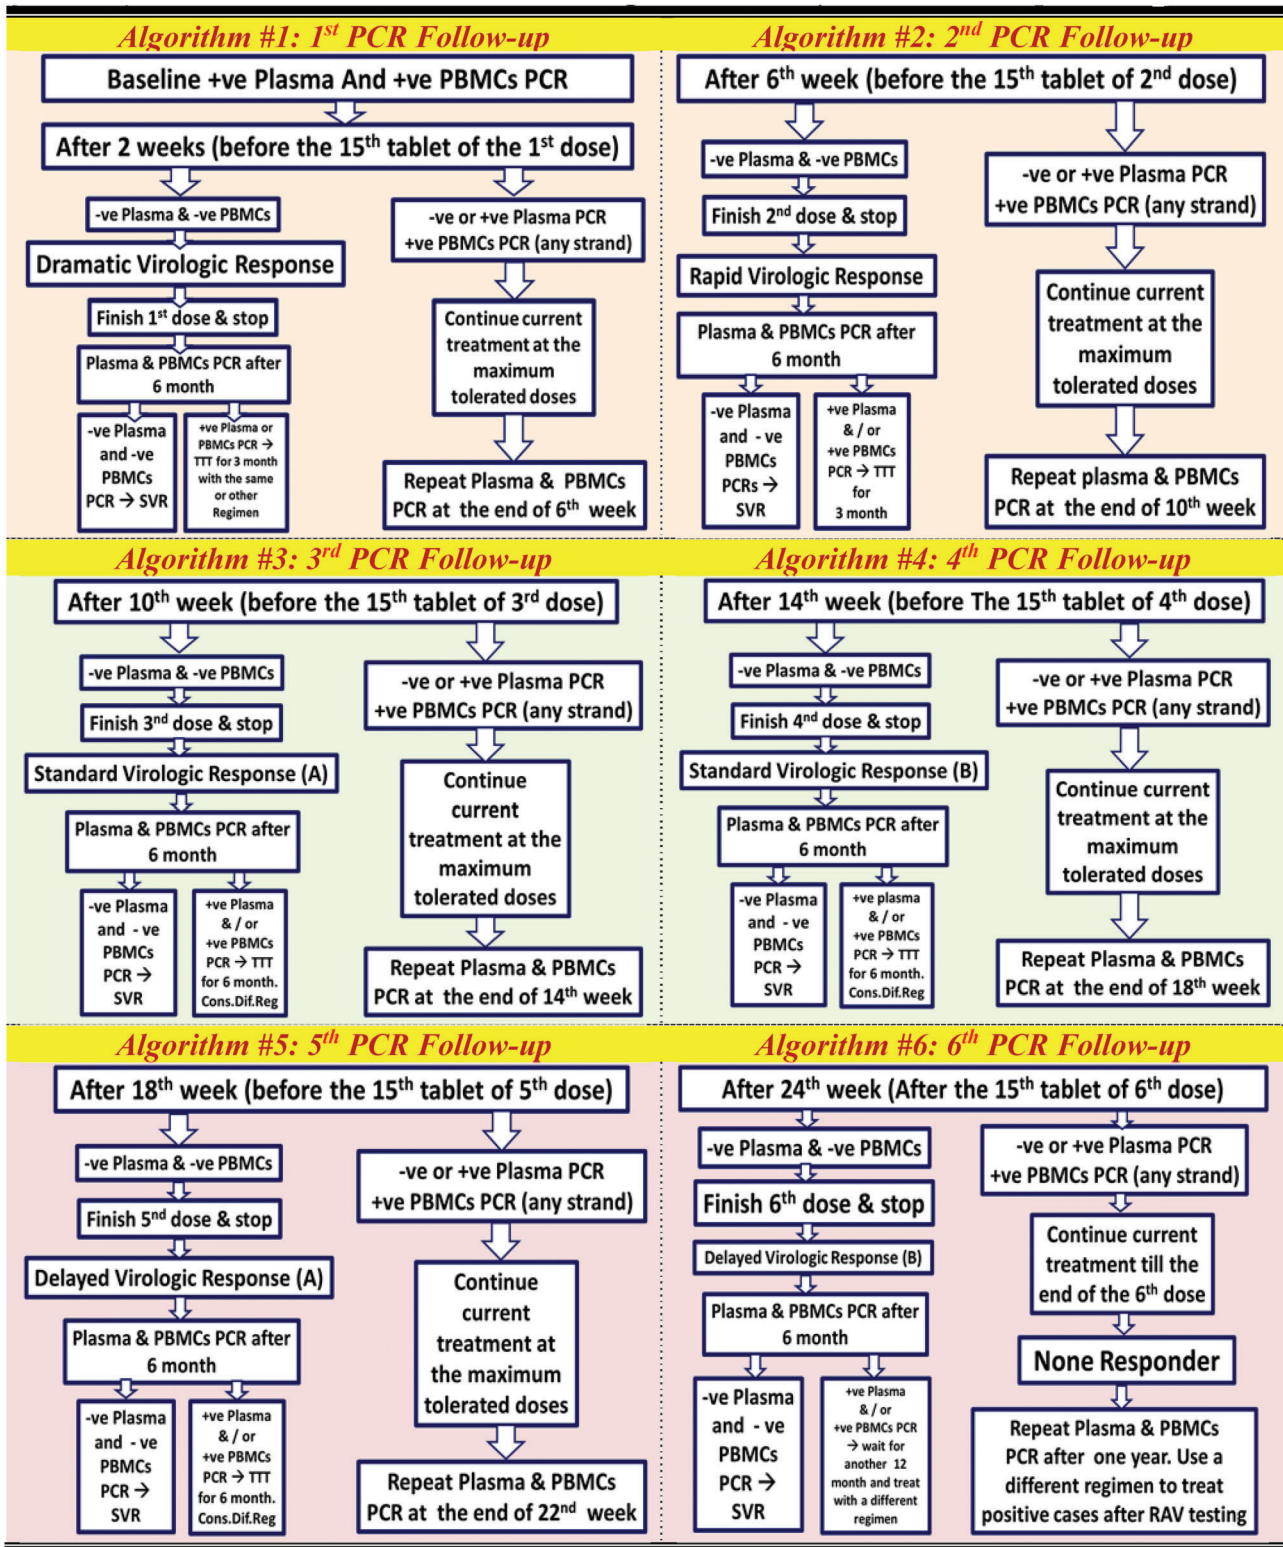 Algorithm #1: 1st PCR Follow-up
Baseline +ve Plasma And +ve PBMCs PCR
After 2 weeks (before the 15th tablet of the 1st dose)
-ve Plasma & -ve PBMCs
Dramatic Virologic Response
Finish 1st dose & stop
Plasma & PBMCs PCR after
6 month
-ve Plasma
and -ve
PBMCs
PCR → SVR
+ve Plasma or
PBMCs PCR →
TTT for 3 month
with the same
or other
Regimen
-ve or +ve Plasma PCR
+ve PBMCs PCR (any strand)
Continue current
treatment at the
maximum
tolerated doses
Repeat Plasma & PBMCs
PCR at the end of 6th week
Algorithm #2: 2nd PCR Follow-up
After 6th week (before the 15th tablet of 2nd dose)
-ve Plasma & -ve PBMCs
Finish 2nd dose & stop
Rapid Virologic Response
Plasma & PBMCs PCR after
6 month
-ve Plasma
and - ve
PBMCs
PCRs →
SVR
+ve Plasma
& / or
+ve PBMCs
PCR → TTT
for
3 month
-ve or +ve Plasma PCR
+ve PBMCs PCR (any strand)
Continue current
treatment at the
maximum
tolerated doses
Repeat plasma & PBMCs
PCR at the end of 10th week
Algorithm #3: 3rd PCR Follow-up
After 10th week (before the 15th tablet of 3rd dose)
-ve Plasma & -ve PBMCs
Finish 3nd dose & stop
Standard Virologic Response (A)
Plasma & PBMCs PCR after
6 month
-ve Plasma
and - ve
PBMCs
PCR →
SVR
+ve Plasma
& / or
+ve PBMCs
PCR → TTT
for 6 month.
Cons.Dif.Reg
-ve or +ve Plasma PCR
+ve PBMCs PCR (any strand)
Continue
current
treatment at the
maximum
tolerated doses
Repeat Plasma & PBMCs
PCR at the end of 14th week
Algorithm #4: 4th PCR Follow-up
After 14th week (before The 15th tablet of 4th dose)
-ve Plasma & -ve PBMCs
Finish 4nd dose & stop
Standard Virologic Response (B)
Plasma & PBMCs PCR after
6 month
-ve Plasma
and - ve
PBMCs
PCR →
SVR
+ve plasma
& / or
+ve PBMCs
PCR → TTT
for 6 month.
Cons.Dif.Reg
-ve or +ve Plasma PCR
+ve PBMCs PCR (any strand)
Continue current
treatment at the
maximum
tolerated doses
Repeat Plasma & PBMCs
PCR at the end of 18th week
Algorithm #5: 5th PCR Follow-up
After 18th week (before the 15th tablet of 5th dose)
-ve Plasma & -ve PBMCs
Finish 5nd dose & stop
Delayed Virologic Response (A)
Plasma & PBMCs PCR after
6 month
-ve Plasma
and - ve
PBMCs
PCR →
SVR
+ve Plasma
& / or
+ve PBMCs
PCR → TTT
for 6 month.
Cons.Dif.Reg
-ve or +ve Plasma PCR
+ve PBMCs PCR (any strand)
Continue
current
treatment at
the maximum
tolerated doses
Repeat Plasma & PBMCs
PCR at the end of 22nd week
Algorithm #6: 6th PCR Follow-up
After 24th week (After the 15th tablet of 6th dose)
-ve Plasma & -ve PBMCs
Finish 6th dose & stop
Delayed Virologic Response (B)
Plasma & PBMCs PCR after
6 month
-ve Plasma
and - ve
PBMCs
PCR →
SVR
+ve Plasma
& / or
+ve PBMCs PCR
→ wait for
another 12
month and treat
with a different
regimen
-ve or +ve Plasma PCR
+ve PBMCs PCR (any strand)
Continue current
treatment till the
end of the 6th dose
None Responder
Repeat Plasma & PBMCs
PCR after one year. Use a
different regimen to treat
positive cases after RAV testing